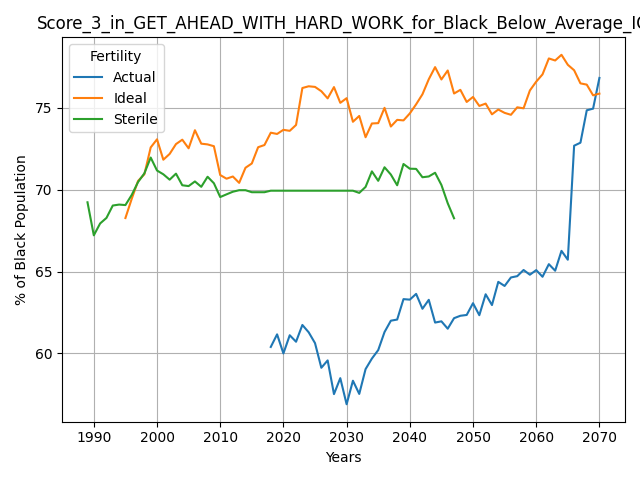 Score_3_in_GET_AHEAD_WITH_HARD_WORK_for_Black_Below_Average_IQ
Fertility
Actual
Ideal
Sterile
% of Black Population
75
70
65
60
1990 2000 2010 2020 2030 2040 2050 2060 2070
Years